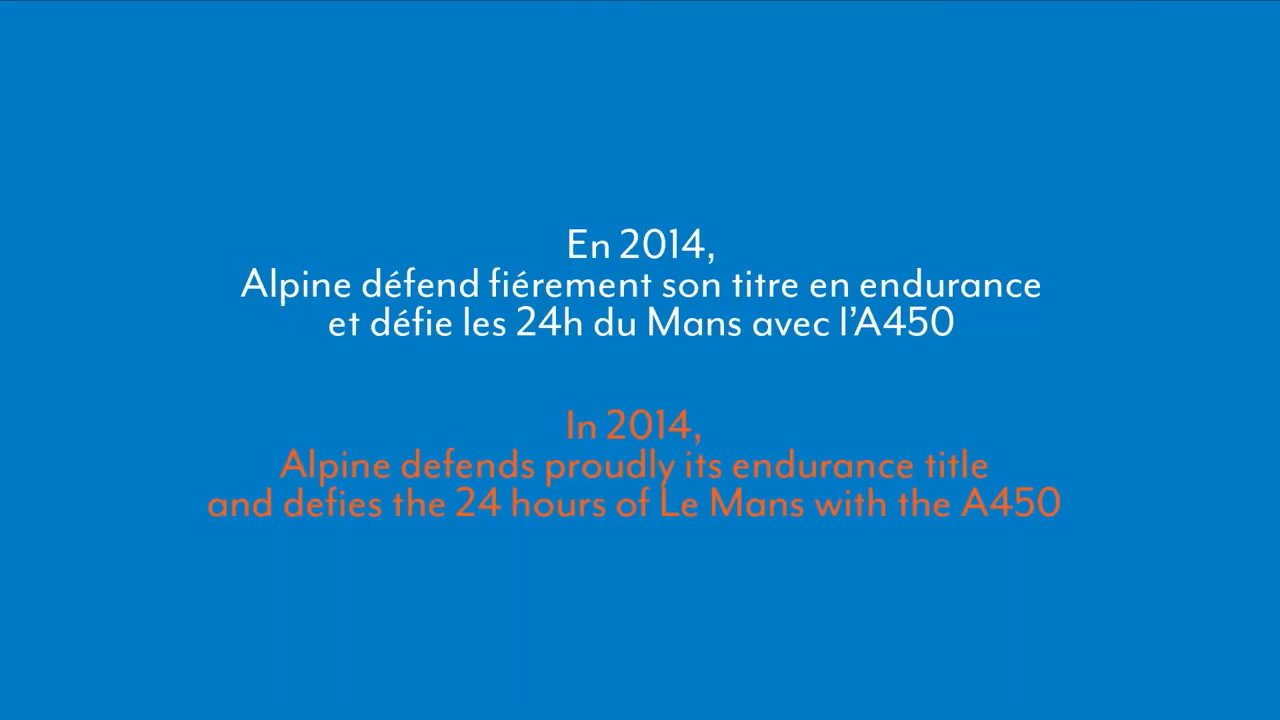 En 2014,
Alpine défend fiérement son titre en endurance
et défie les 24h du Mans avec l’A450
In 2014,
Alpine defends proudly its endurance title
and defies the 24 hours of Le Mans with the A450